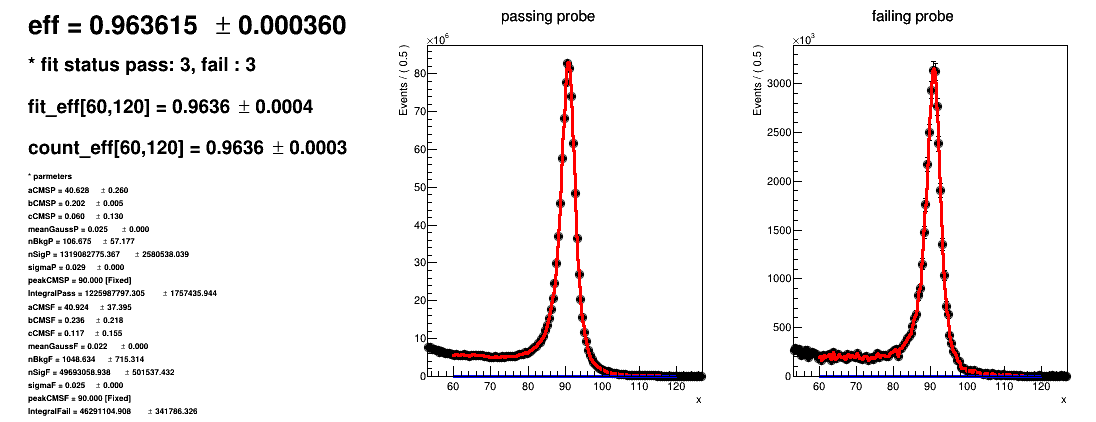 eff = 0.963615 ± 0.000360
* fit status pass: 3, fail : 3
fit_eff[60,120] = 0.9636 ± 0.0004
count_eff[60,120] = 0.9636 ± 0.0003
* parmeters
aCMSP = 40.628 ± 0.260
bCMSP = 0.202 ± 0.005
cCMSP = 0.060 ± 0.130
meanGaussP = 0.025 ± 0.000
nBkgP = 106.675 ± 57.177
nSigP = 1319082775.367 ± 2580538.039
sigmaP = 0.029 ± 0.000
peakCMSP = 90.000 [Fixed]
IntegralPass = 1225987797.305 ± 1757435.944
aCMSF = 40.924 ± 37.395
bCMSF = 0.236 ± 0.218
cCMSF = 0.117 ± 0.155
meanGaussF = 0.022 ± 0.000
nBkgF = 1048.634 ± 715.314
nSigF = 49693058.938 ± 501537.432
sigmaF = 0.025 ± 0.000
peakCMSF = 90.000 [Fixed]
IntegralFail = 46291104.908 ± 341786.326
passing probe
×10⁶
Events / ( 0.5 )
80
70
60
50
40
30
20
10
0
60 70 80 90 100 110 120
x
failing probe
×10³
Events / ( 0.5 )
3000
2500
2000
1500
1000
500
0
60 70 80 90 100 110 120
x